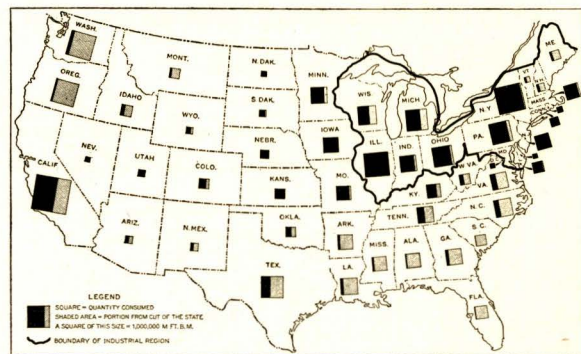 WASH.
MONT.
N. DAK.
MINN.
ME.
VT.
OREG.
IDAHO
S. DAK.
WIS.
MICH.
N.Y.
MASS.
CONN.
WYO.
IOWA
PA.
NEBR.
ILL.
IND.
OHIO
NEV.
UTAH
COLO.
W. VA.
MD.
CALIF.
KANS.
MO.
KY.
VA.
OKLA.
TENN.
N.C.
ARIZ.
N. MEX.
ARK.
S.C.
MISS.
ALA.
GA.
TEX.
LA.
FLA.
LEGEND
SQUARE = QUANTITY CONSUMED
SHADED AREA = PORTION FROM CUT OF THE STATE
A SQUARE OF THIS SIZE = 1,000,000 M FT. B. M.
BOUNDARY OF INDUSTRIAL REGION